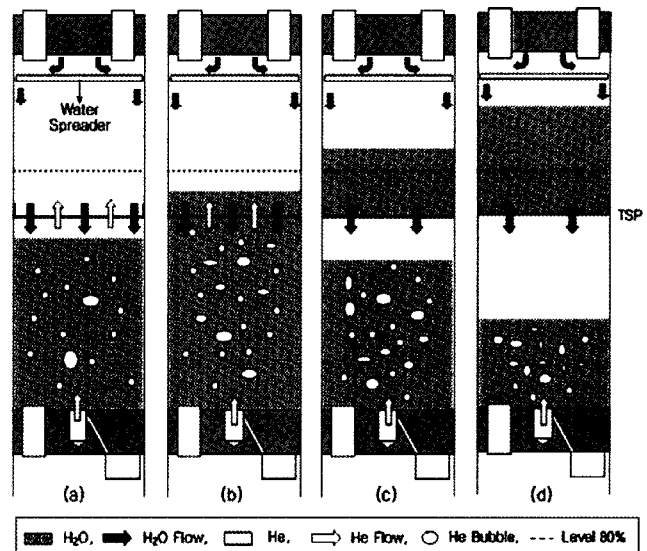 Water
Spreader
TSP
(a)
(b)
(c)
(d)
H₂O, H₂O Flow, He, He Flow, He Bubble, Level 80%